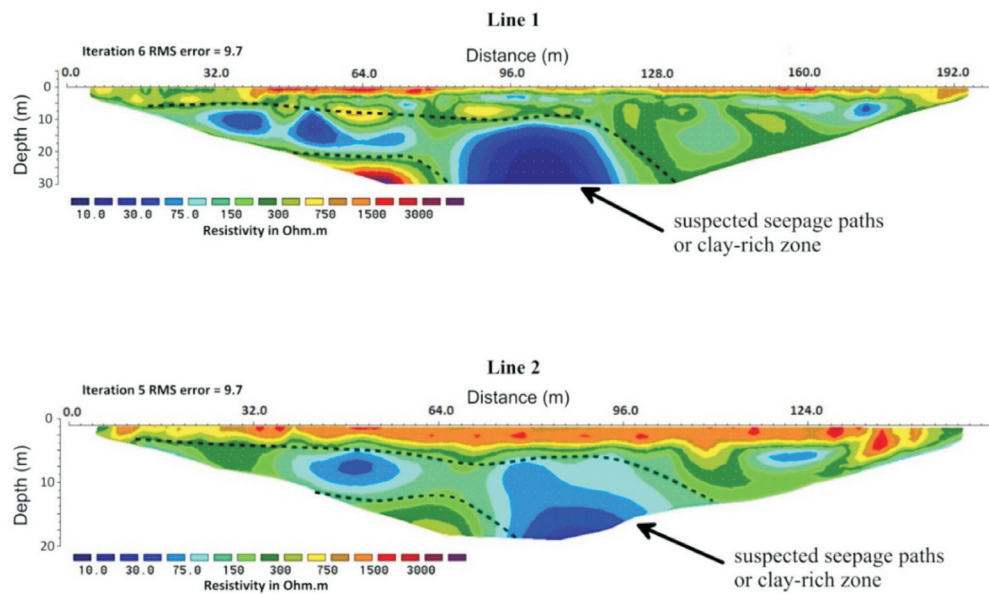 Line 1
Iteration 6 RMS error = 9.7
Distance (m)
0.0 32.0 64.0 96.0 128.0 160.0 192.0
Depth (m)
0
10
20
30
10.0 30.0 75.0 150 300 750 1500 3000
Resistivity in Ohm.m
suspected seepage paths
or clay-rich zone
Line 2
Iteration 5 RMS error = 9.7
Distance (m)
0.0 32.0 64.0 96.0 124.0
Depth (m)
0
10
20
10.0 30.0 75.0 150 300 750 1500 3000
Resistivity in Ohm.m
suspected seepage paths
or clay-rich zone